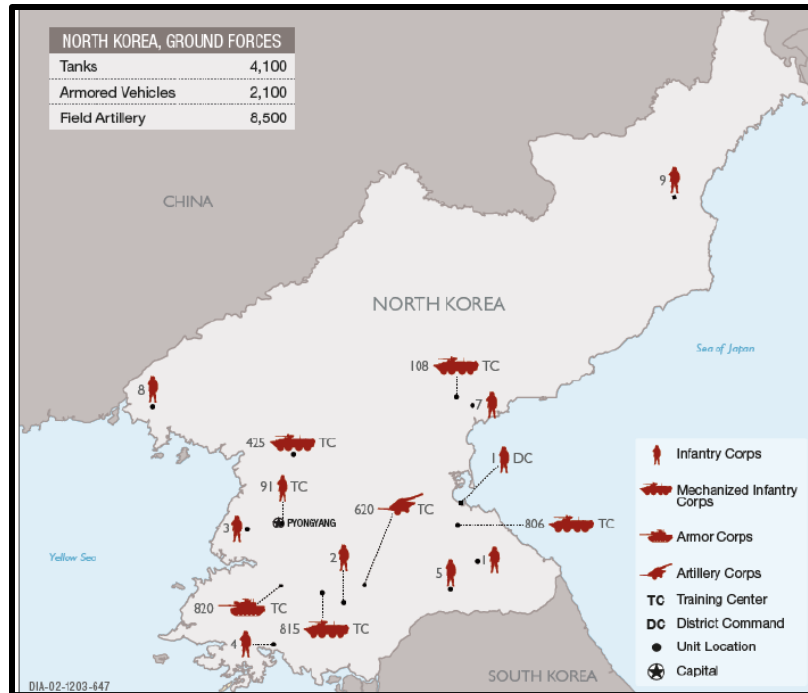 NORTH KOREA, GROUND FORCES
Tanks 4,100
Armored Vehicles 2,100
Field Artillery 8,500
CHINA
9
NORTH KOREA
Sea of Japan
108 TC
8
7
425 TC
1 DC
91 TC
620 TC
PYONGYANG
3
806 TC
Yellow Sea
2
5
1
820 TC
815 TC
4
SOUTH KOREA
Infantry Corps
Mechanized Infantry
Corps
Armor Corps
Artillery Corps
TC Training Center
DC District Command
Unit Location
Capital
DIA-02-1203-647